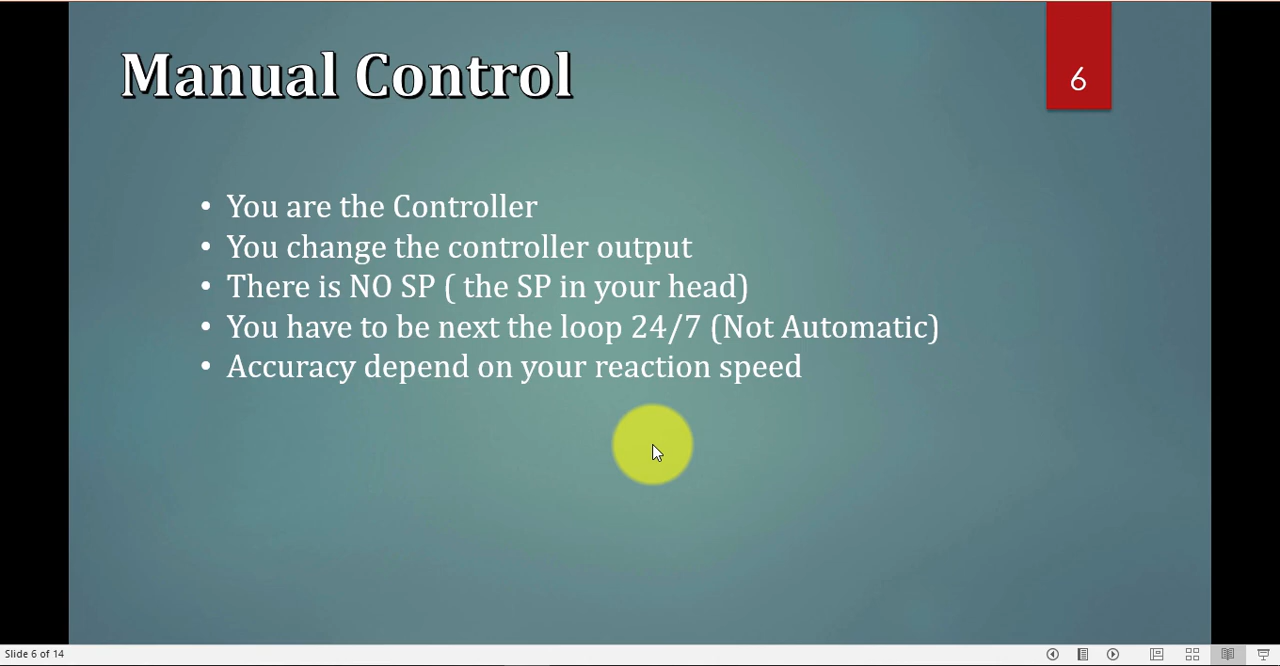 Manual Control
6
• You are the Controller
• You change the controller output
• There is NO SP ( the SP in your head)
• You have to be next the loop 24/7 (Not Automatic)
• Accuracy depend on your reaction speed
Slide 6 of 14